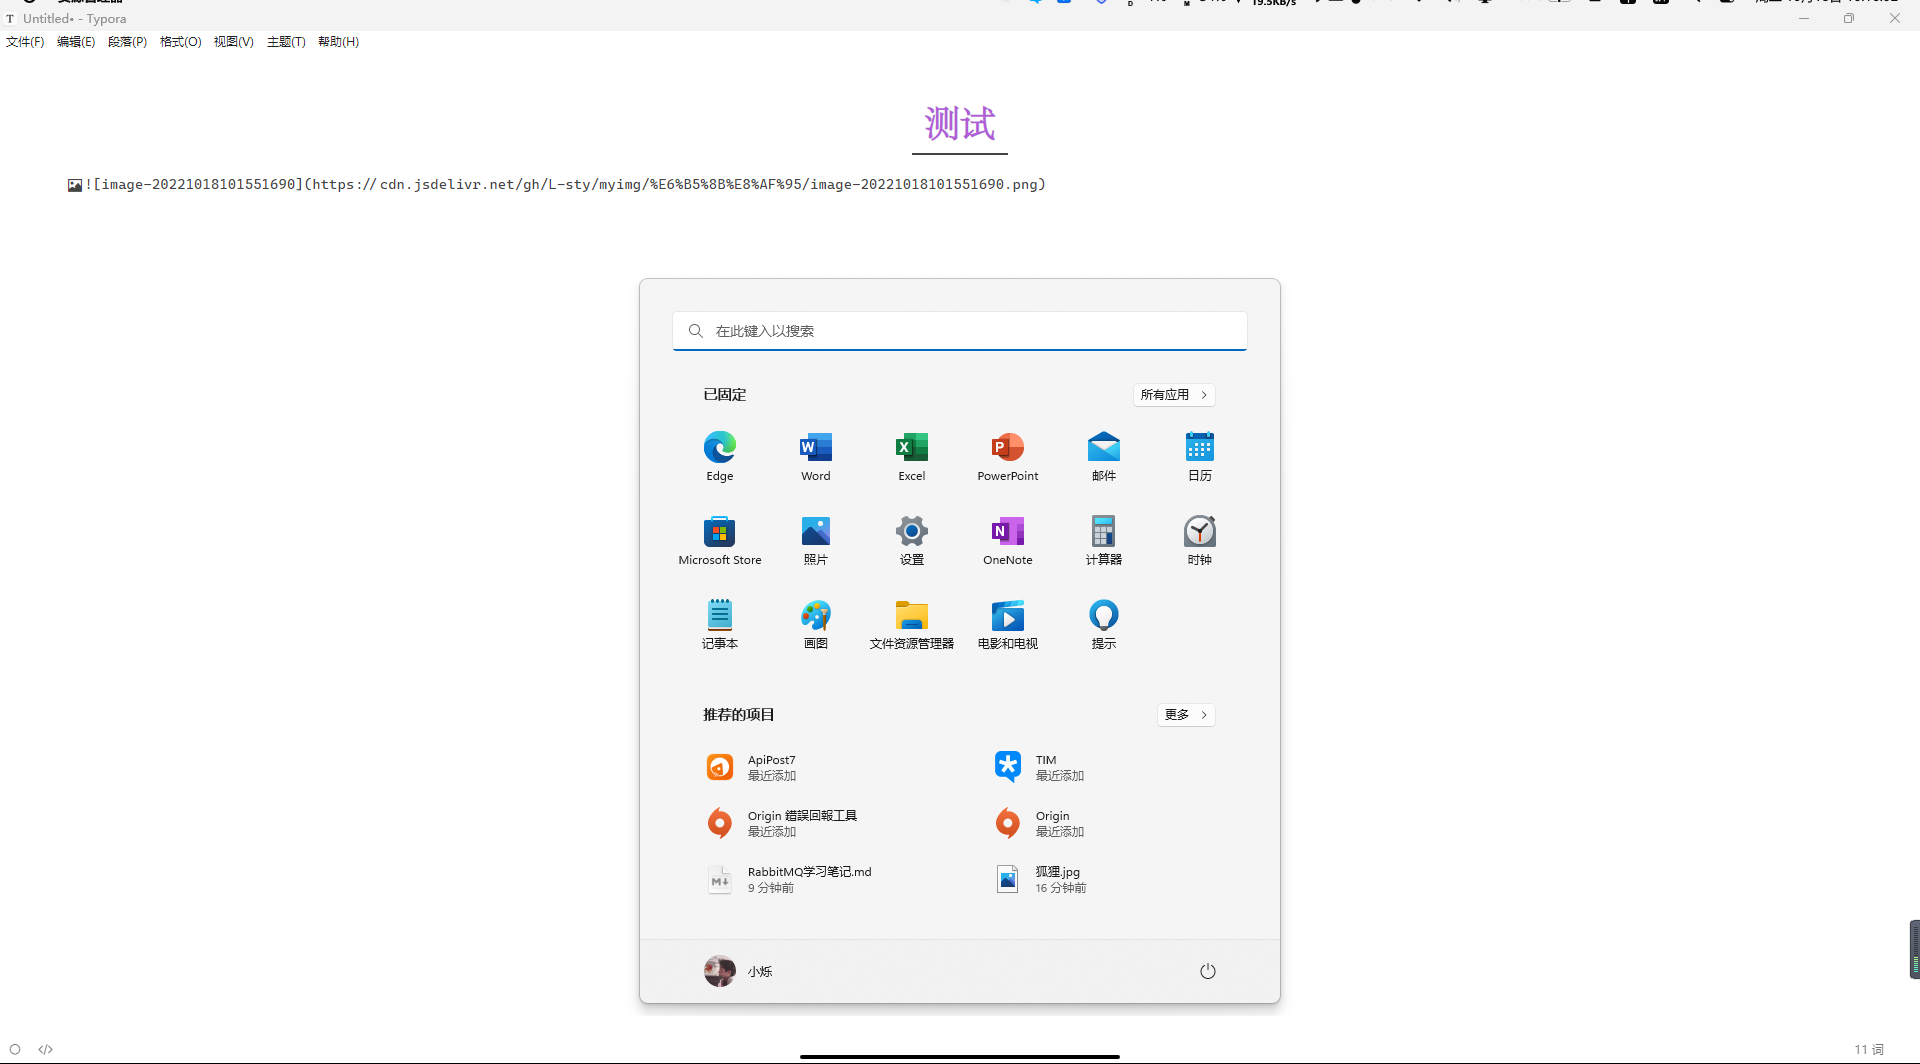 Untitled• - Typora
文件(F) 编辑(E) 段落(P) 格式(O) 视图(V) 主题(T) 帮助(H)
测试
![image-20221018101551690](https://cdn.jsdelivr.net/gh/L-sty/myimg/%E6%B5%8B%E8%AF%95/image-20221018101551690.png)
在此键入以搜索
已固定 所有应用
Edge Word Excel PowerPoint 邮件 日历
Microsoft Store 照片 设置 OneNote 计算器 时钟
记事本 画图 文件资源管理器 电影和电视 提示
推荐的项目 更多
ApiPost7 TIM
最近添加 最近添加
Origin 錯誤回報工具 Origin
最近添加 最近添加
RabbitMQ学习笔记.md 狐狸.jpg
9 分钟前 16 分钟前
小烁
11 词